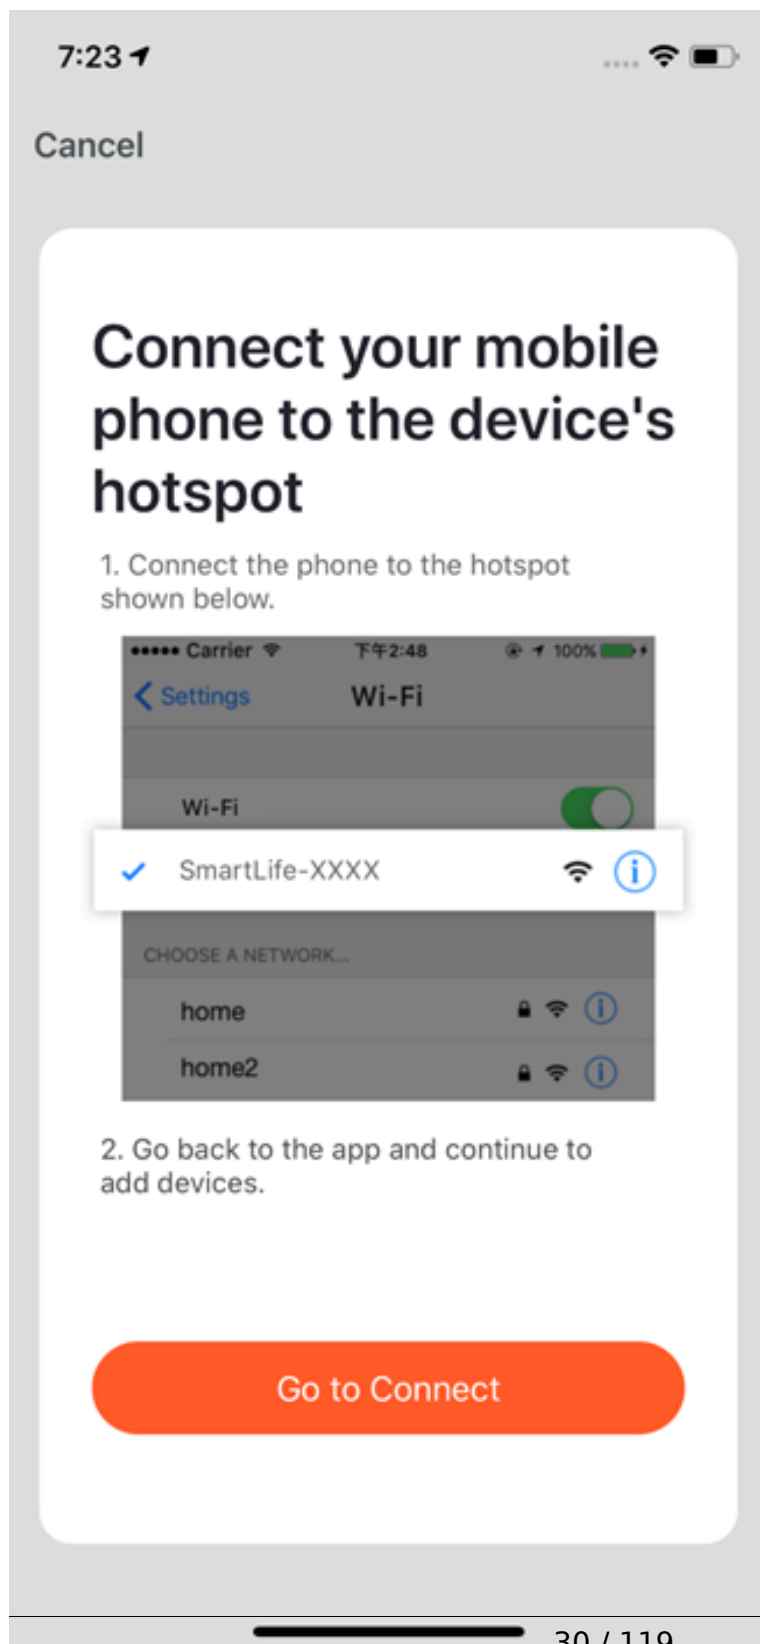 7:23
Cancel
Connect your mobile
phone to the device's
hotspot
1. Connect the phone to the hotspot
shown below.
Carrier 下午2:48 100%
Settings Wi-Fi
Wi-Fi
SmartLife-XXXX
CHOOSE A NETWORK...
home
home2
2. Go back to the app and continue to
add devices.
Go to Connect
30 / 119